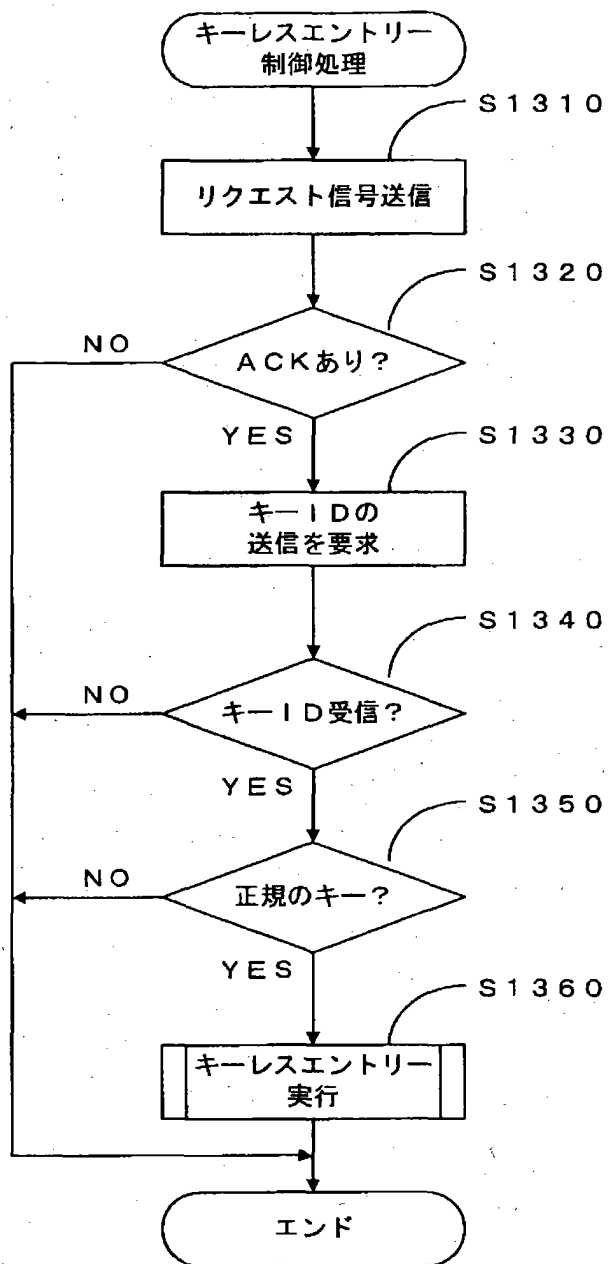 キーレスエントリー
制御処理
S1310
リクエスト信号送信
S1320
NO
ACKあり?
YES
S1330
キーIDの
送信を要求
S1340
NO
キーID受信?
YES
S1350
NO
正規のキー?
YES
S1360
キーレスエントリー
実行
エンド